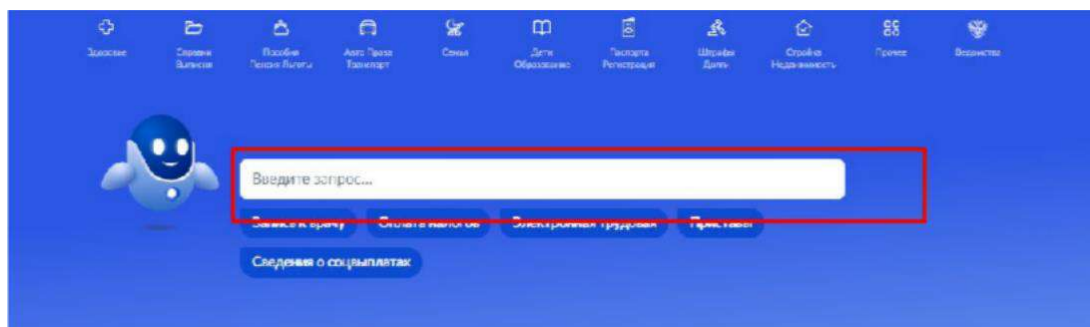 Здоровье
Справки
Выписки
Пособия
Пенсия Льготы
Авто Права
Транспорт
Семья
Дети
Образование
Паспорта
Регистрация
Штрафы
Долги
Стройка
Недвижимость
Прочее
Ведомства
Введите запрос...
Запись к врачу
Оплата налогов
Электронная трудовая
Приставы
Сведения о соцвыплатах